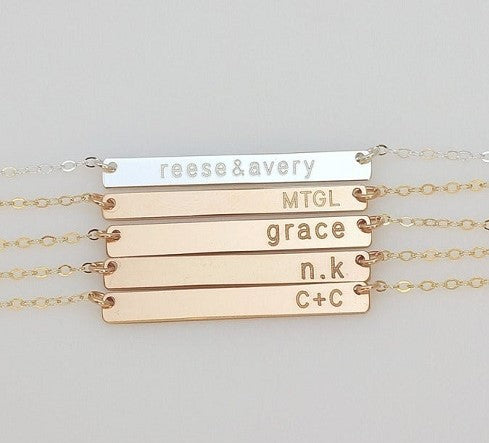 reese&avery
MTGL
grace
n.k
C+C